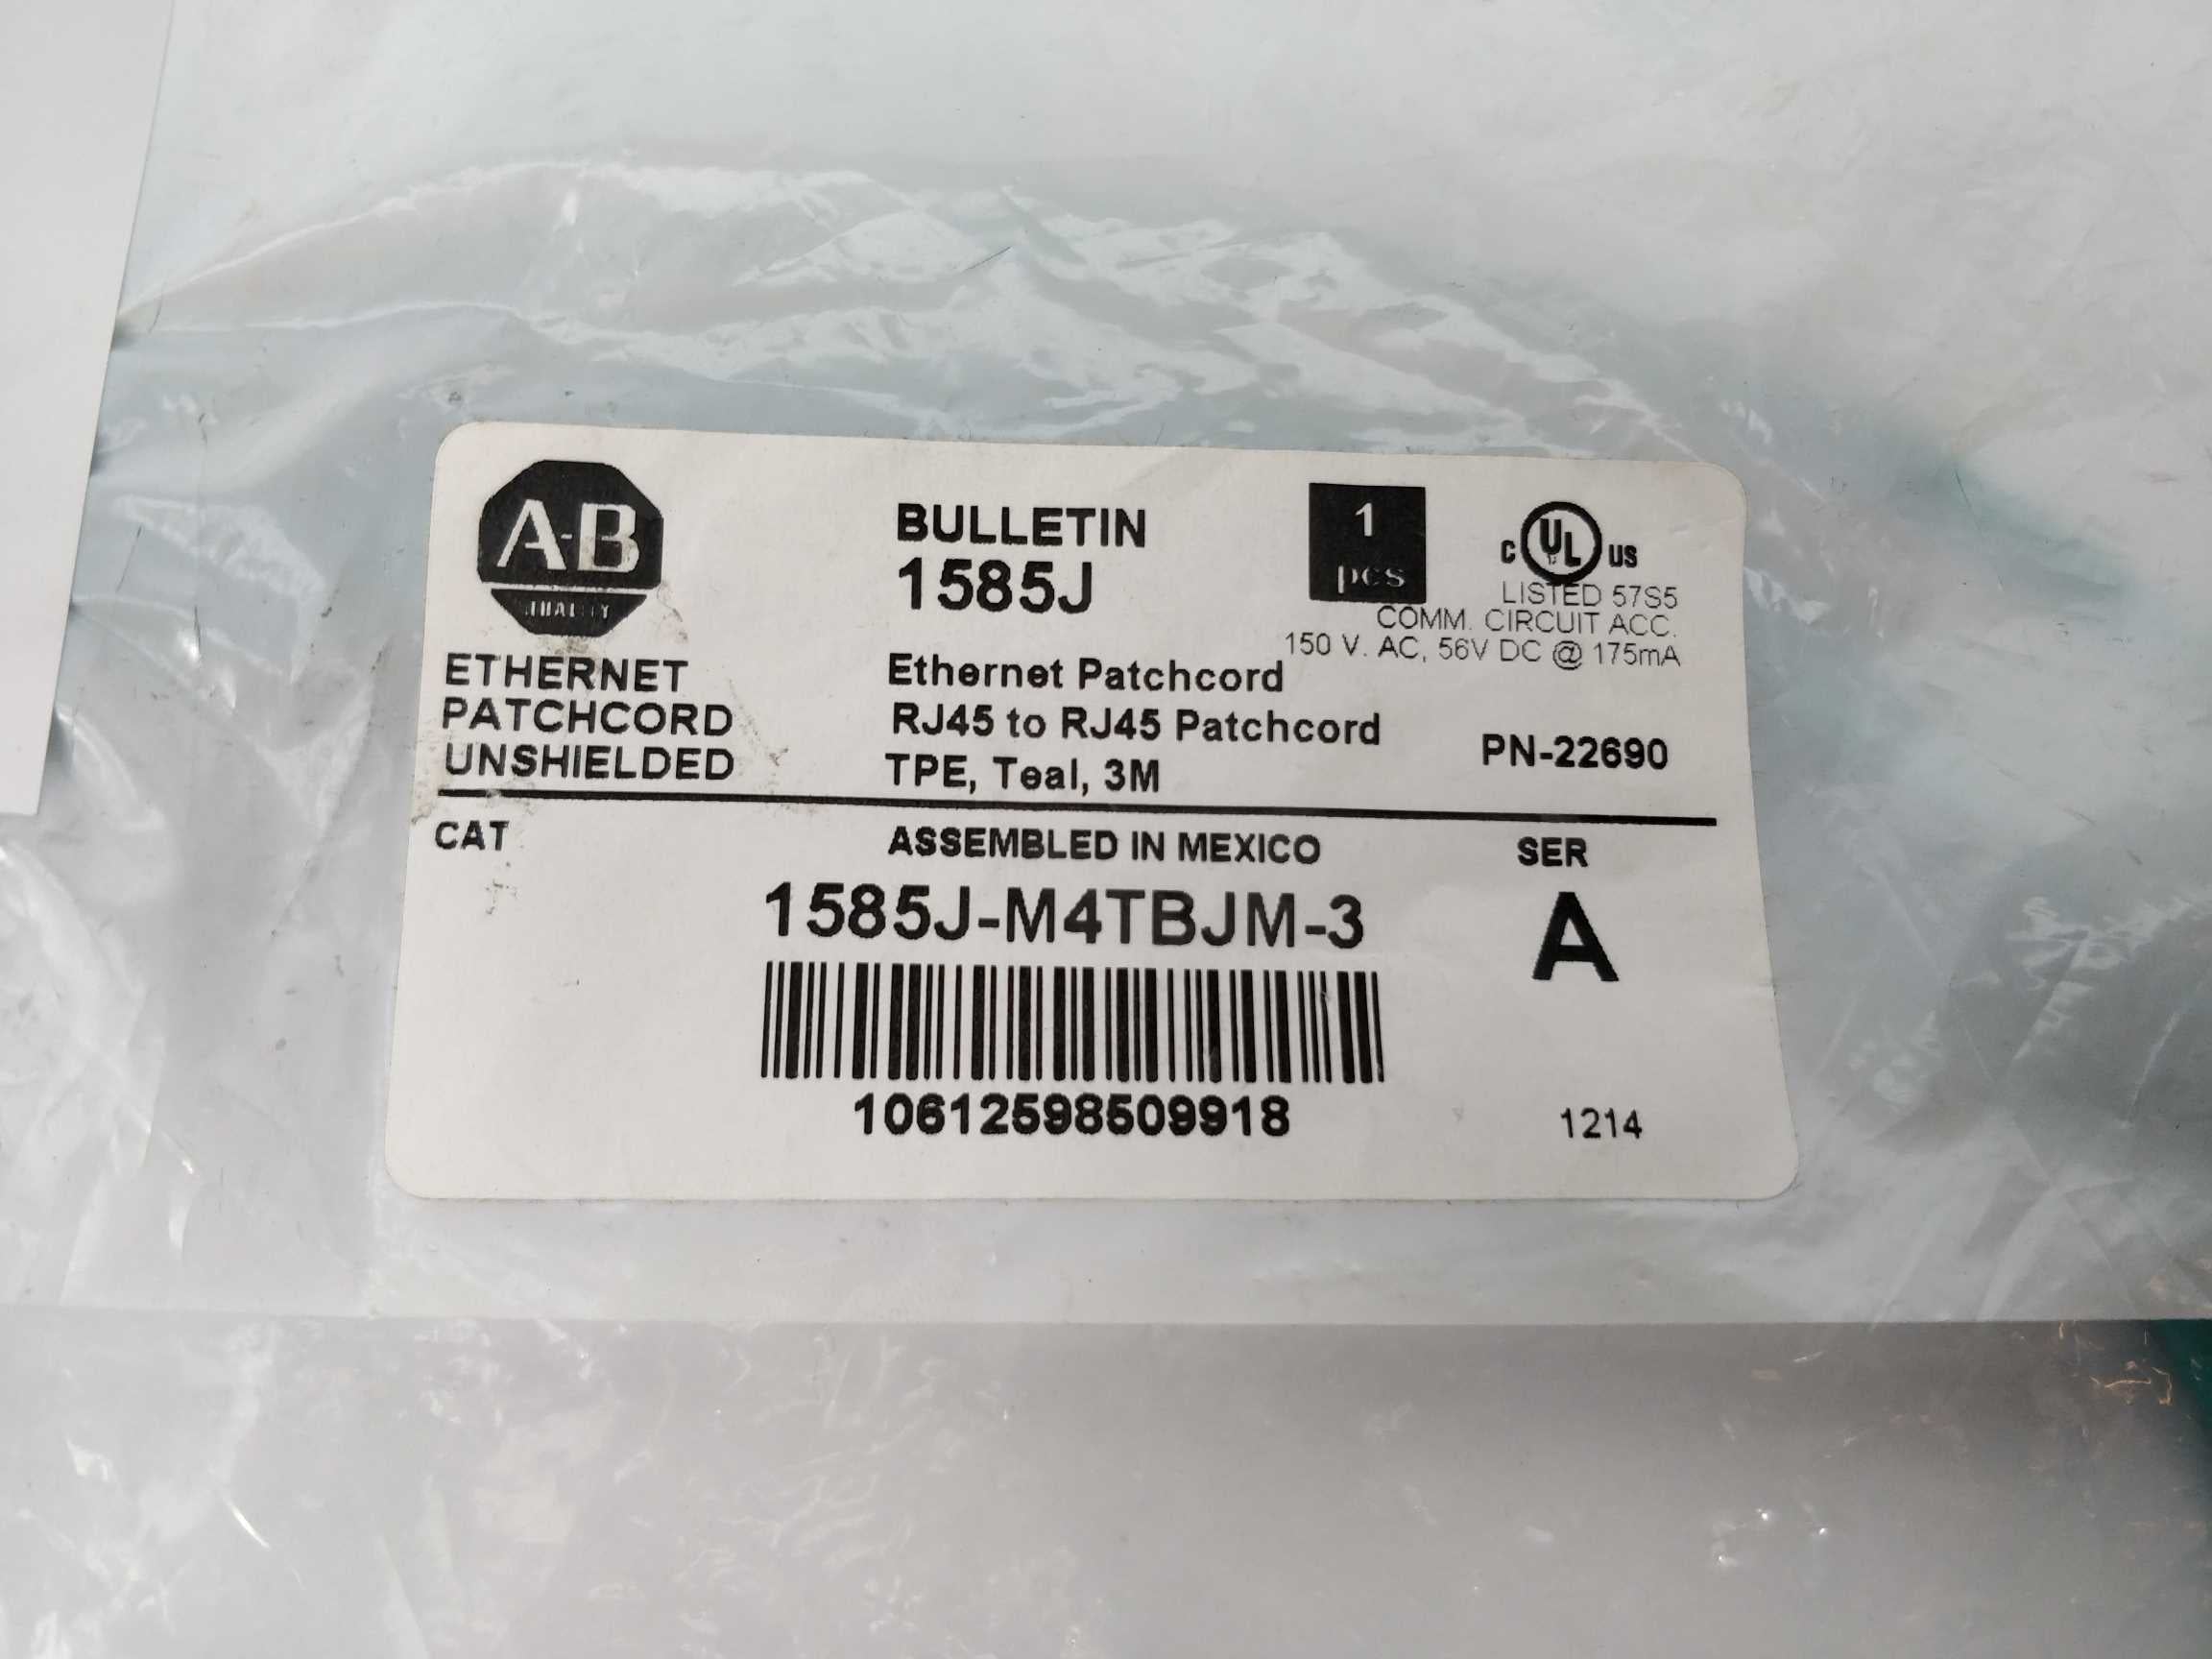 A-B
QUALITY
BULLETIN
1585J
1
pcs
C UL US
LISTED 57S5
COMM. CIRCUIT ACC.
150 V. AC, 56V DC @ 175mA
ETHERNET
PATCHCORD
UNSHIELDED
Ethernet Patchcord
RJ45 to RJ45 Patchcord
TPE, Teal, 3M
PN-22690
CAT
ASSEMBLED IN MEXICO
SER
1585J-M4TBJM-3
A
10612598509918
1214